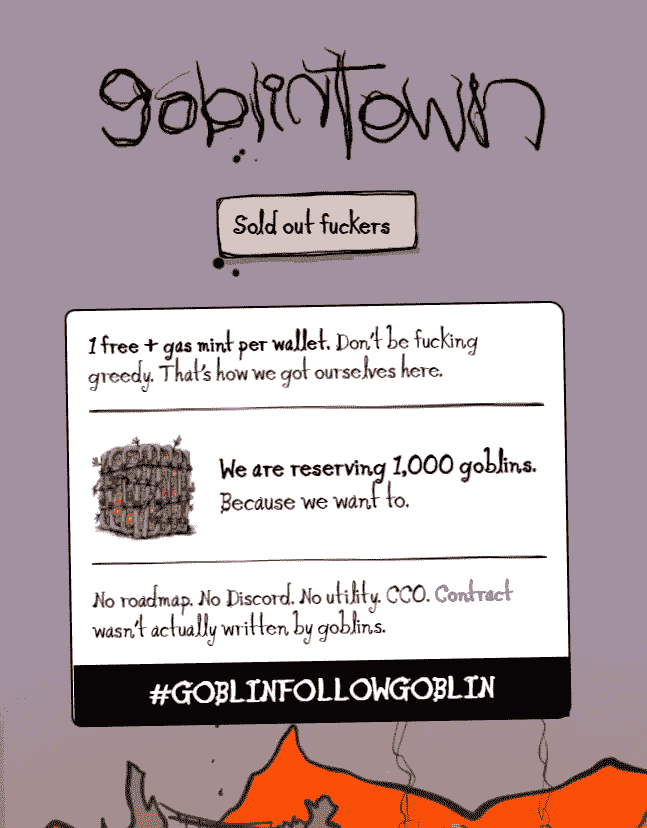 goblintown
Sold out fuckers
1 free + gas mint per wallet. Don't be fucking
greedy. That's how we got ourselves here.
We are reserving 1,000 goblins.
Because we want to.
No roadmap. No Discord. No utility. CC0. Contract
wasn't actually written by goblins.
#GOBLINFOLLOWGOBLIN